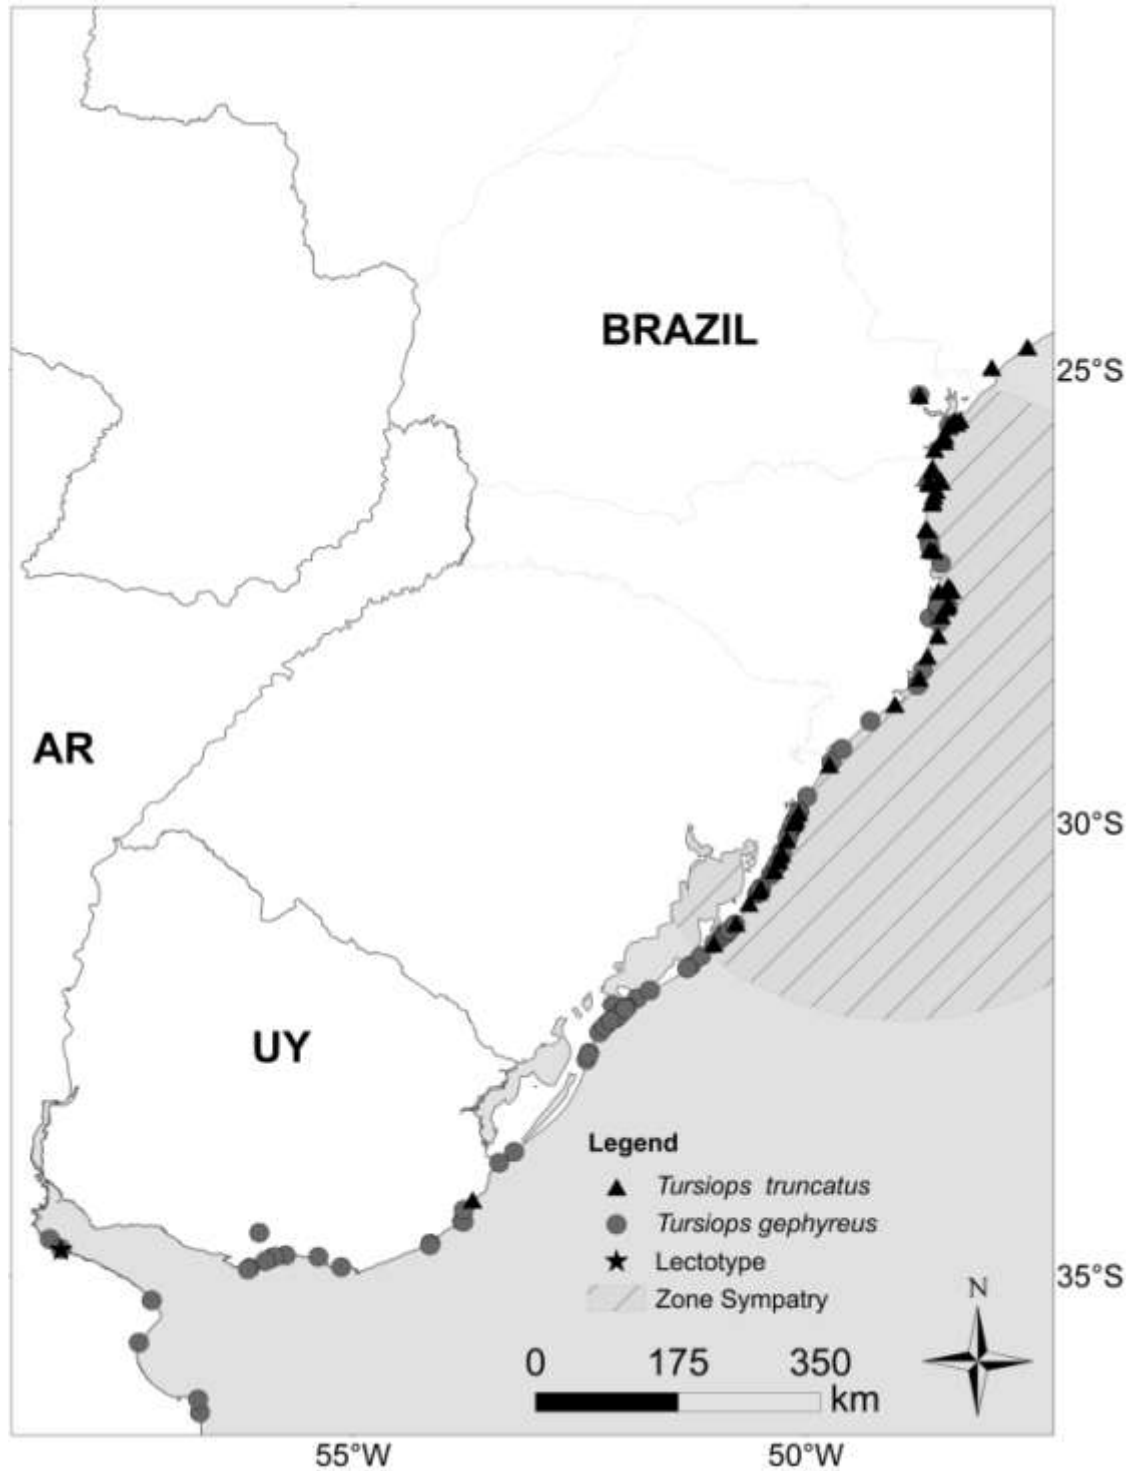 BRAZIL
25°S
AR
30°S
UY
Legend
Tursiops truncatus
Tursiops gephyreus
Lectotype
Zone Sympatry
35°S
N
0 175 350
km
55°W 50°W